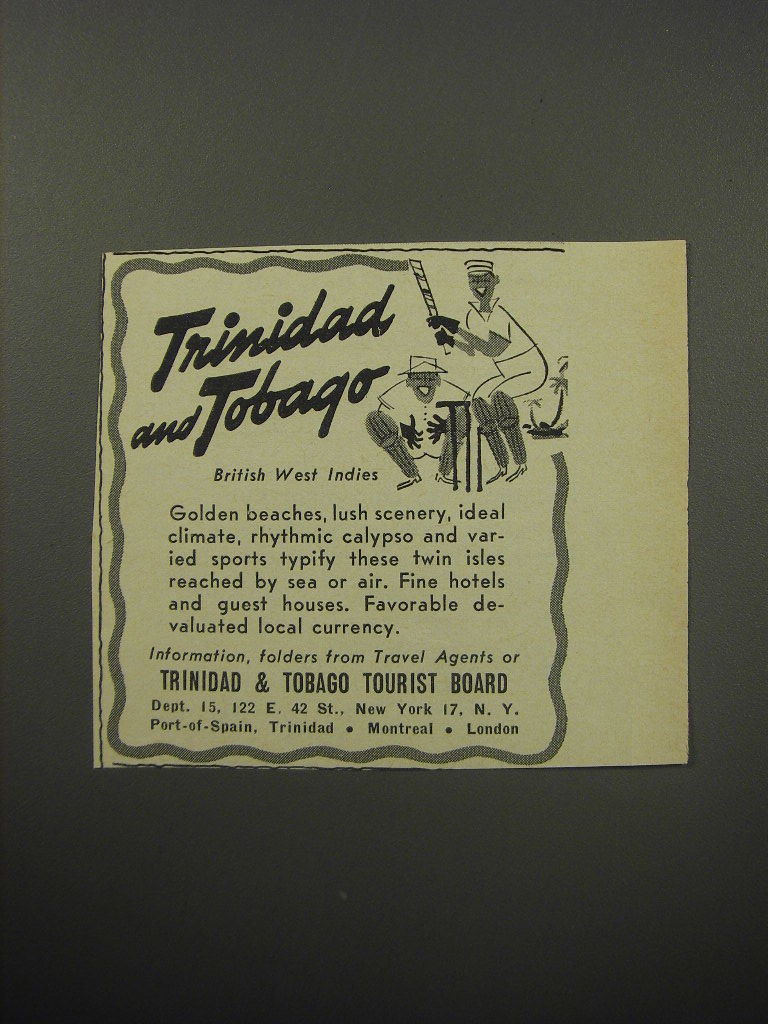 Trinidad
and Tobago
British West Indies
Golden beaches, lush scenery, ideal
climate, rhythmic calypso and var-
ied sports typify these twin isles
reached by sea or air. Fine hotels
and guest houses. Favorable de-
valuated local currency.
Information, folders from Travel Agents or
TRINIDAD & TOBAGO TOURIST BOARD
Dept. 15, 122 E. 42 St., New York 17, N. Y.
Port-of-Spain, Trinidad • Montreal • London